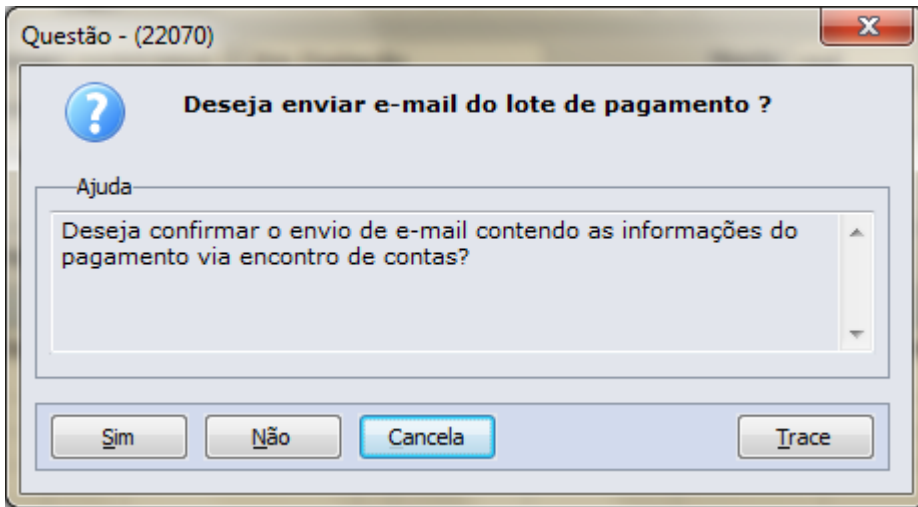 Questão - (22070)
Deseja enviar e-mail do lote de pagamento ?
Ajuda
Deseja confirmar o envio de e-mail contendo as informações do
pagamento via encontro de contas?
Sim
Não
Cancela
Trace